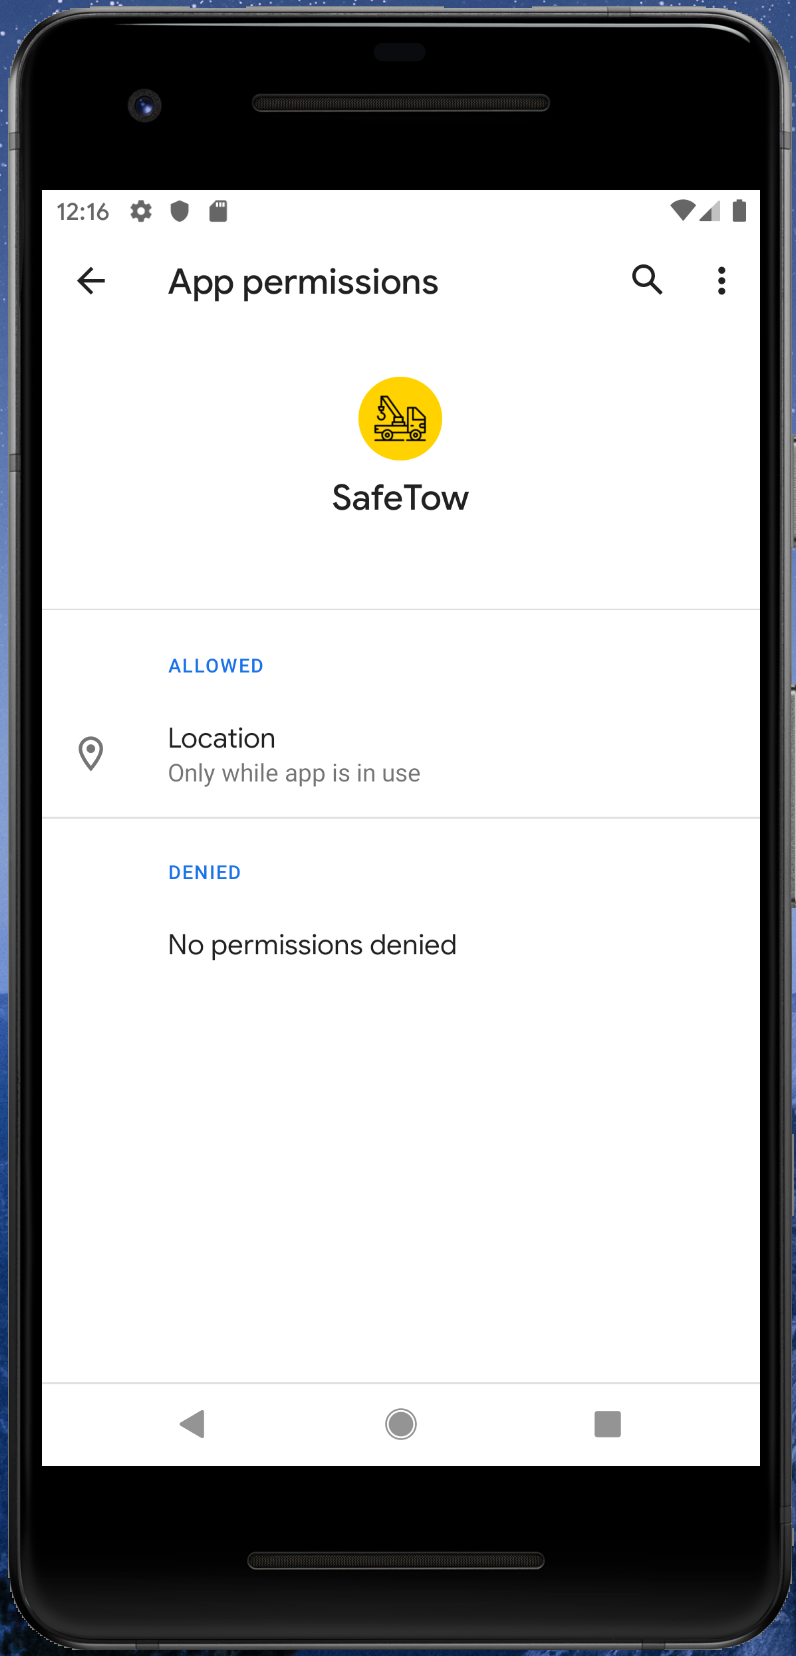 12:16
App permissions
SafeTow
ALLOWED
Location
Only while app is in use
DENIED
No permissions denied